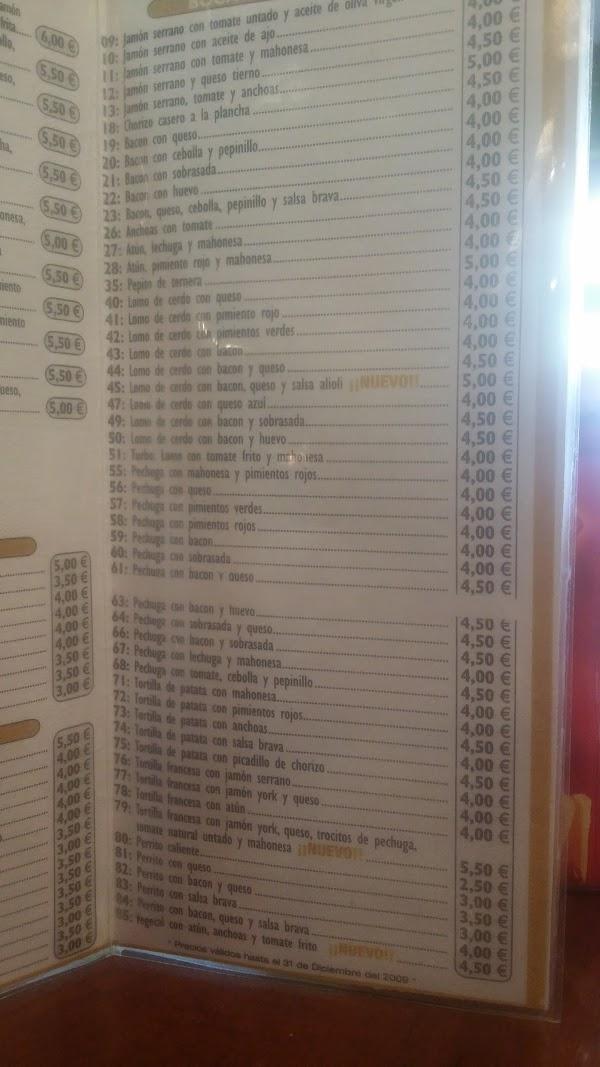 6,00 €
5,50 €
5,50 €
5,50 €
5,50 €
5,50 €
5,00 €
5,50 €
5,50 €
5,50 €
5,50 €
5,00 €
5,00 €
3,50 €
4,00 €
4,00 €
4,00 €
4,00 €
3,50 €
3,50 €
3,00 €
5,50 €
4,00 €
4,00 €
4,00 €
4,00 €
4,00 €
3,50 €
3,50 €
3,50 €
3,50 €
3,50 €
3,00 €
3,50 €
3,00 €
09: Jamón serrano con tomate untado y aceite de oliva
10: Jamón serrano con aceite de ajo
11: Jamón serrano con tomate y mahonesa
12: Jamón serrano y queso tierno
13: Jamón serrano, tomate y anchoas
18: Chorizo casero a la plancha
19: Bacon con queso
20: Bacon con cebolla y pepinillo
21: Bacon con sobrasada
22: Bacon con huevo
23: Bacon, queso, cebolla, pepinillo y salsa brava
26: Anchoas con tomate
27: Atún, lechuga y mahonesa
28: Atún, pimiento rojo y mahonesa
35: Pepito de ternera
40: Lomo de cerdo con queso
41: Lomo de cerdo con pimiento rojo
42: Lomo de cerdo con pimientos verdes
43: Lomo de cerdo con bacon
44: Lomo de cerdo con bacon y queso
45: Lomo de cerdo con bacon, queso y salsa alioli ¡¡NUEVO!!
47: Lomo de cerdo con queso azul
49: Lomo de cerdo con bacon y sobrasada
50: Lomo de cerdo con bacon y huevo
51: Turbo. Lomo con tomate frito y mahonesa
55: Pechuga con mahonesa y pimientos rojos
56: Pechuga con queso
57: Pechuga con pimientos verdes
58: Pechuga con pimientos rojos
59: Pechuga con bacon
60: Pechuga con sobrasada
61: Pechuga con bacon y queso
4,00 €
4,00 €
4,50 €
5,00 €
4,50 €
4,00 €
4,00 €
4,00 €
4,00 €
4,50 €
4,50 €
4,00 €
4,00 €
5,00 €
4,00 €
4,00 €
4,00 €
4,00 €
4,50 €
5,00 €
4,00 €
4,50 €
4,50 €
4,00 €
4,00 €
4,00 €
4,00 €
4,00 €
4,00 €
4,00 €
4,50 €
63: Pechuga con bacon y huevo 4,50 €
64: Pechuga con sobrasada y queso 4,50 €
66: Pechuga con bacon y sobrasada 4,50 €
67: Pechuga con lechuga y mahonesa 4,00 €
68: Pechuga con tomate, cebolla y pepinillo 4,50 €
71: Tortilla de patata con mahonesa 4,00 €
72: Tortilla de patata con pimientos rojos 4,00 €
73: Tortilla de patata con anchoas 4,50 €
74: Tortilla de patata con salsa brava 4,00 €
75: Tortilla de patata con picadillo de chorizo 4,50 €
76: Tortilla francesa con jamón serrano 4,00 €
77: Tortilla francesa con jamón york y queso 4,00 €
78: Tortilla francesa con atún 4,00 €
79: Tortilla francesa con jamón york, queso, trocitos de pechuga,
tomate natural untado y mahonesa ¡¡NUEVO!! 5,50 €
80: Perrito caliente 2,50 €
81: Perrito con queso 3,00 €
82: Perrito con bacon y queso 3,50 €
83: Perrito con salsa brava 3,00 €
84: Perrito con bacon, queso y salsa brava 4,00 €
85: Vegetal con atún, anchoas y tomate frito ¡¡NUEVO!! 4,50 €
* Precios válidos hasta el 31 de Diciembre del 2009 *